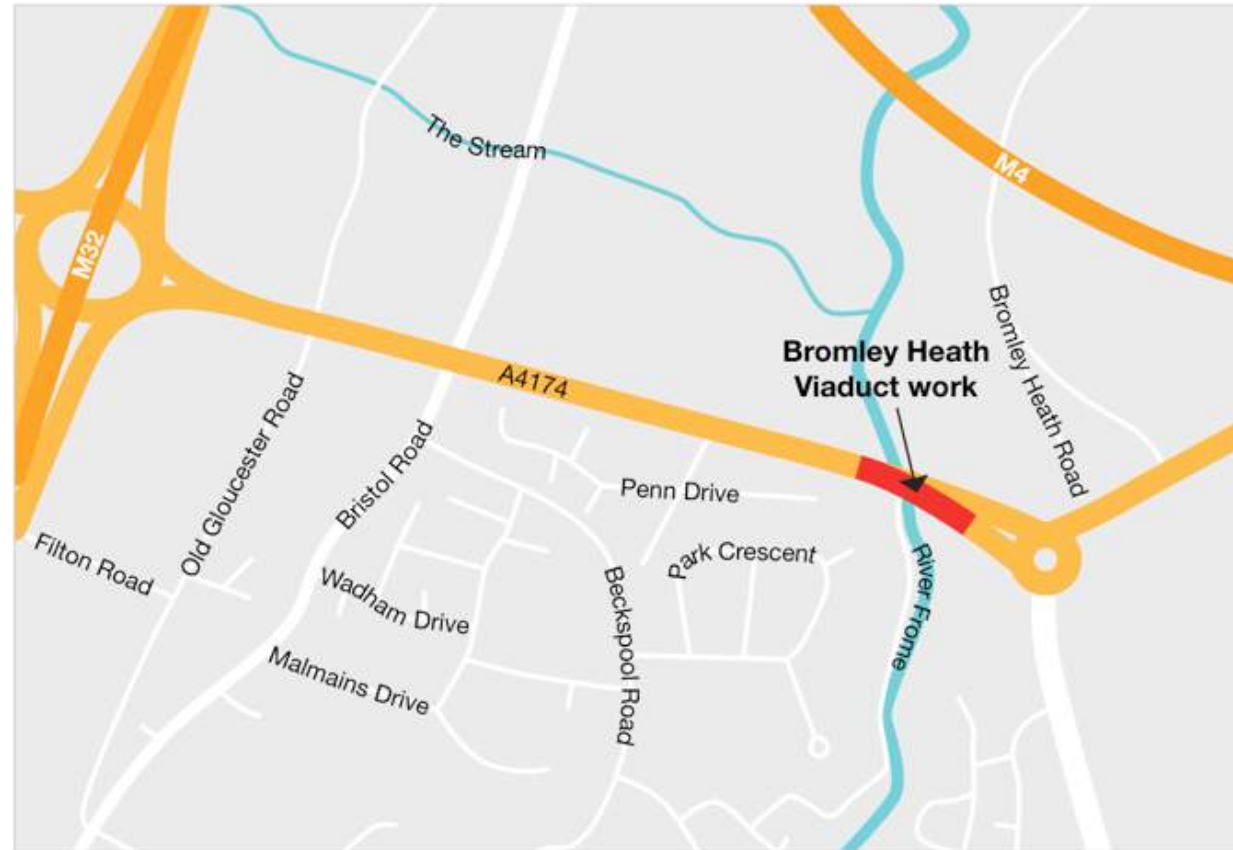 The Stream
M4
M32
Bromley Heath
Viaduct work
Bromley Heath Road
A4174
Old Gloucester Road
Bristol Road
Penn Drive
Filton Road
Park Crescent
Wadham Drive
Beckspool Road
River Frome
Malmains Drive